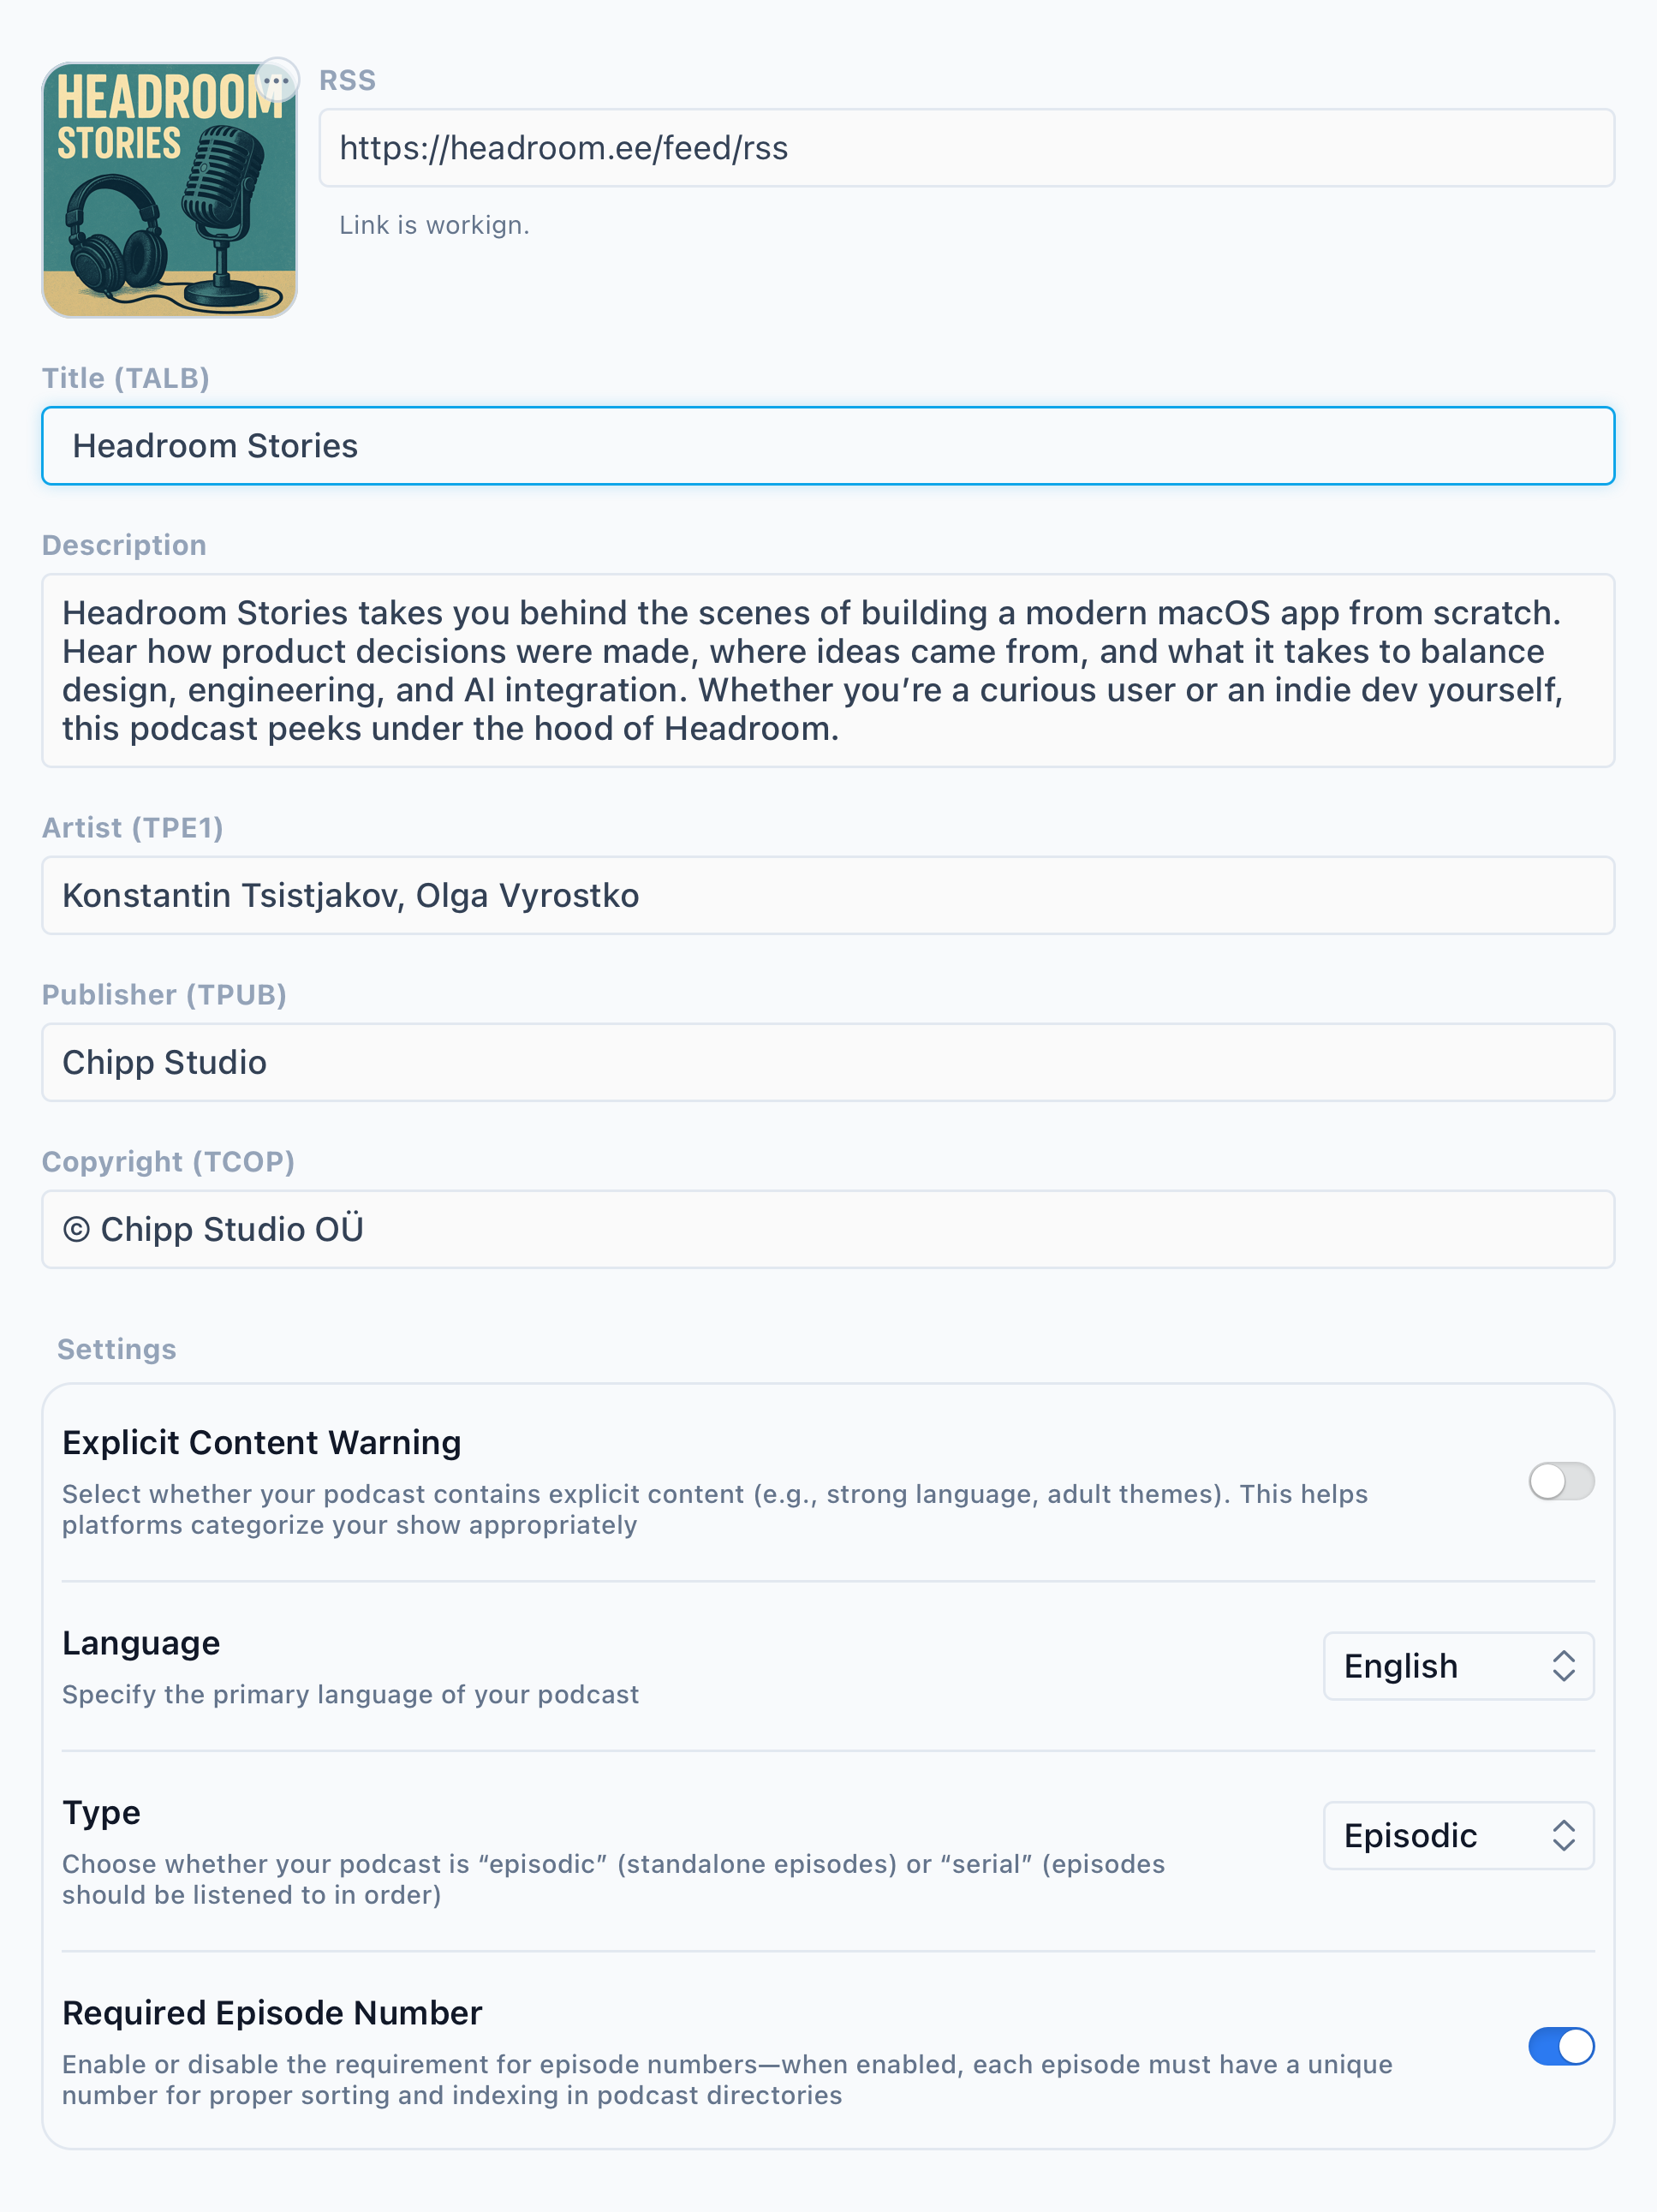 HEADROOM
STORIES
RSS
https://headroom.ee/feed/rss
Link is workign.
Title (TALB)
Headroom Stories
Description
Headroom Stories takes you behind the scenes of building a modern macOS app from scratch.
Hear how product decisions were made, where ideas came from, and what it takes to balance
design, engineering, and AI integration. Whether you’re a curious user or an indie dev yourself,
this podcast peeks under the hood of Headroom.
Artist (TPE1)
Konstantin Tsistjakov, Olga Vyrostko
Publisher (TPUB)
Chipp Studio
Copyright (TCOP)
© Chipp Studio OÜ
Settings
Explicit Content Warning
Select whether your podcast contains explicit content (e.g., strong language, adult themes). This helps
platforms categorize your show appropriately
Language
Specify the primary language of your podcast
English
Type
Choose whether your podcast is “episodic” (standalone episodes) or “serial” (episodes
should be listened to in order)
Episodic
Required Episode Number
Enable or disable the requirement for episode numbers—when enabled, each episode must have a unique
number for proper sorting and indexing in podcast directories